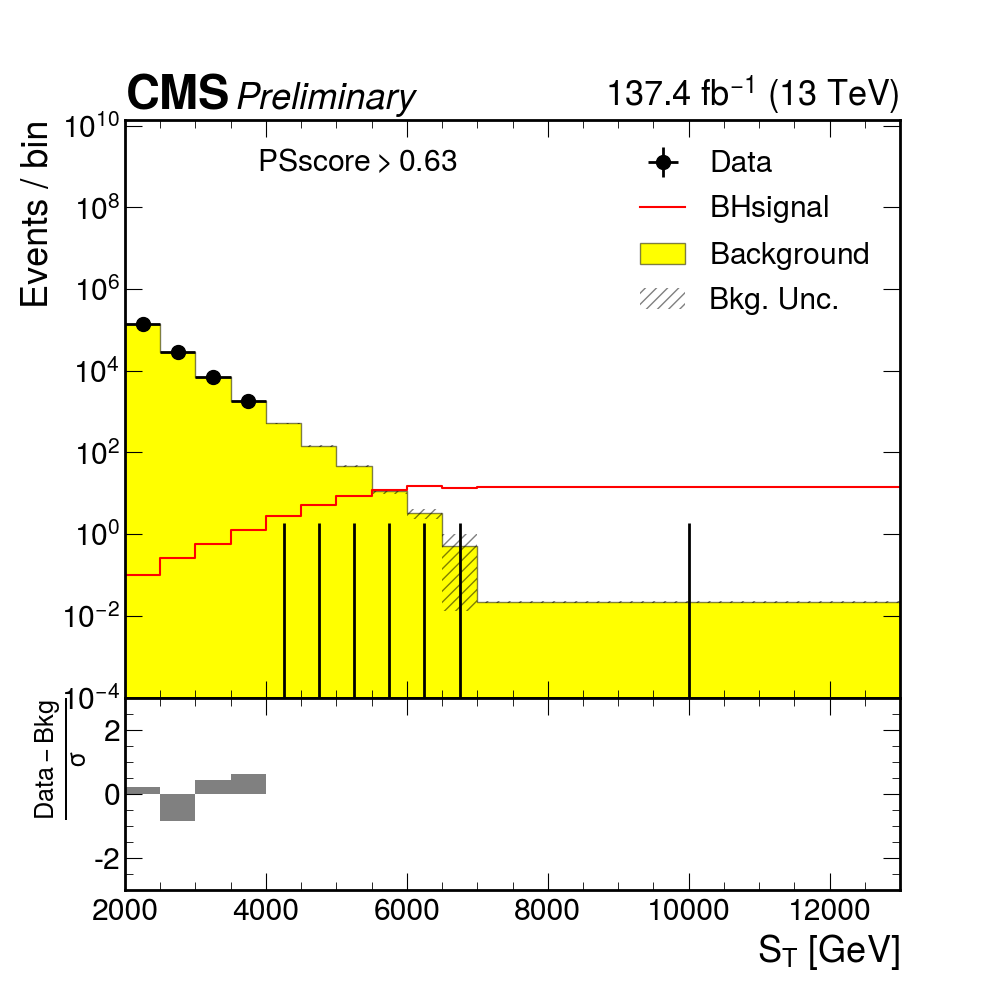 CMS Preliminary 137.4 fb⁻¹ (13 TeV)
Events / bin
10¹⁰
10⁸
10⁶
10⁴
10²
10⁰
10⁻²
10⁻⁴
PSscore > 0.63
Data
BHsignal
Background
Bkg. Unc.
Data − Bkg
σ
2
0
-2
2000 4000 6000 8000 10000 12000
S_T [GeV]